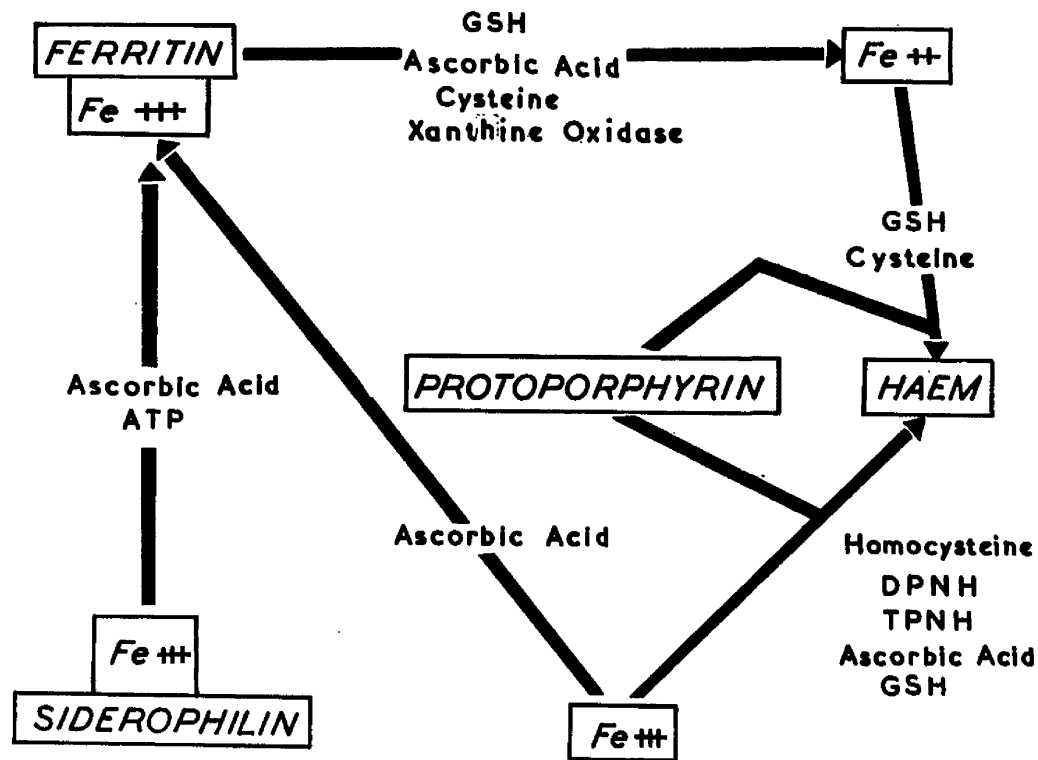 GSH
FERRITIN
Fe +++
Ascorbic Acid
Cysteine
Xanthine Oxidase
Fe ++
GSH
Cysteine
PROTOPORPHYRIN
HAEM
Ascorbic Acid
ATP
Ascorbic Acid
Homocysteine
DPNH
TPNH
Ascorbic Acid
GSH
Fe +++
SIDEROPHILIN
Fe +++